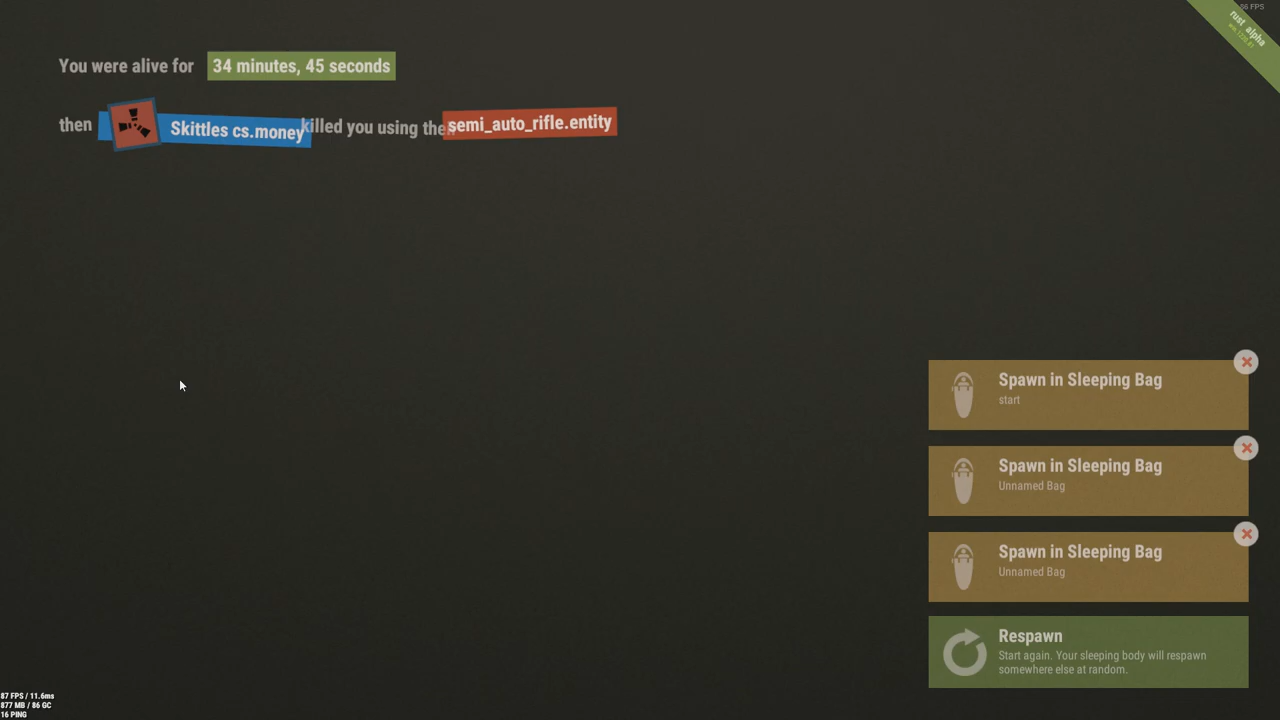 86 FPS
rust alpha
You were alive for 34 minutes, 45 seconds
then Skittles cs.money killed you using the semi_auto_rifle.entity
Spawn in Sleeping Bag
start
Spawn in Sleeping Bag
Unnamed Bag
Spawn in Sleeping Bag
Unnamed Bag
Respawn
Start again. Your sleeping body will respawn
somewhere else at random.
87 FPS / 11.6ms
877 MB / 86 GC
16 PING